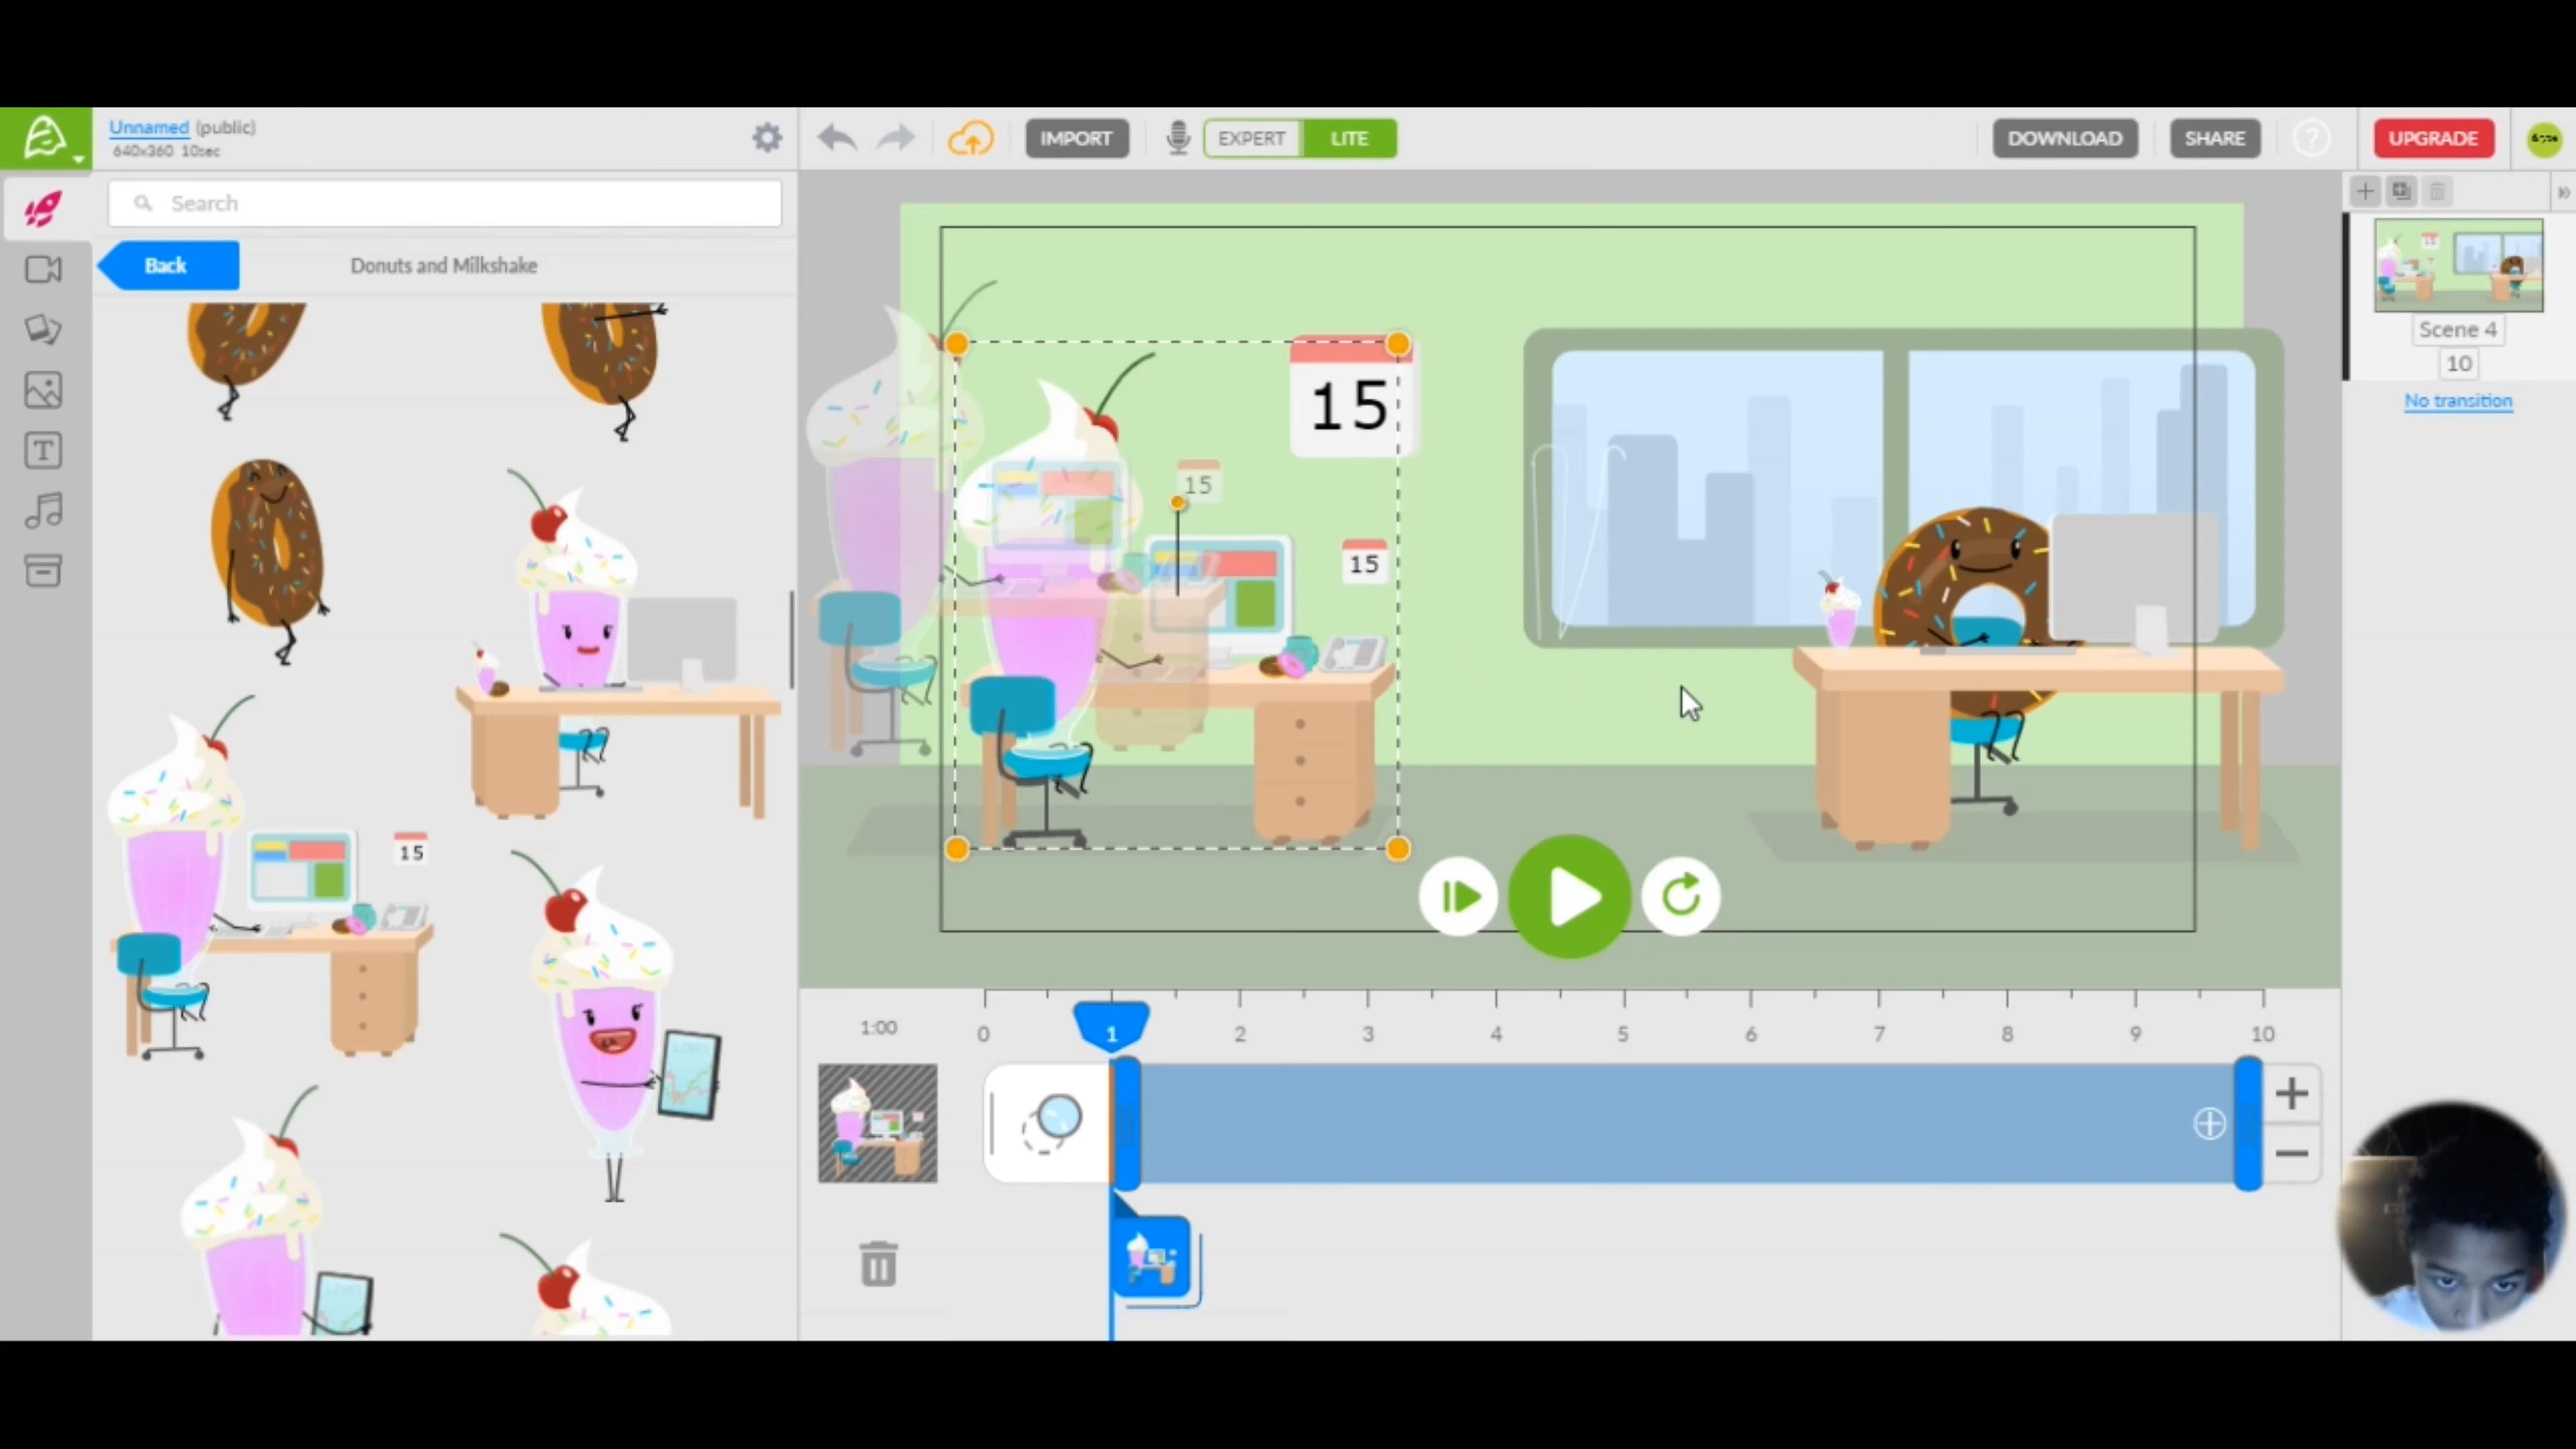 Unnamed (public)
640x360 10sec
IMPORT
EXPERT
LITE
DOWNLOAD
SHARE
?
UPGRADE
Search
Back
Donuts and Milkshake
T
15
15
15
15
Scene 4
10
No transition
1:00
0
1
2
3
4
5
6
7
8
9
10